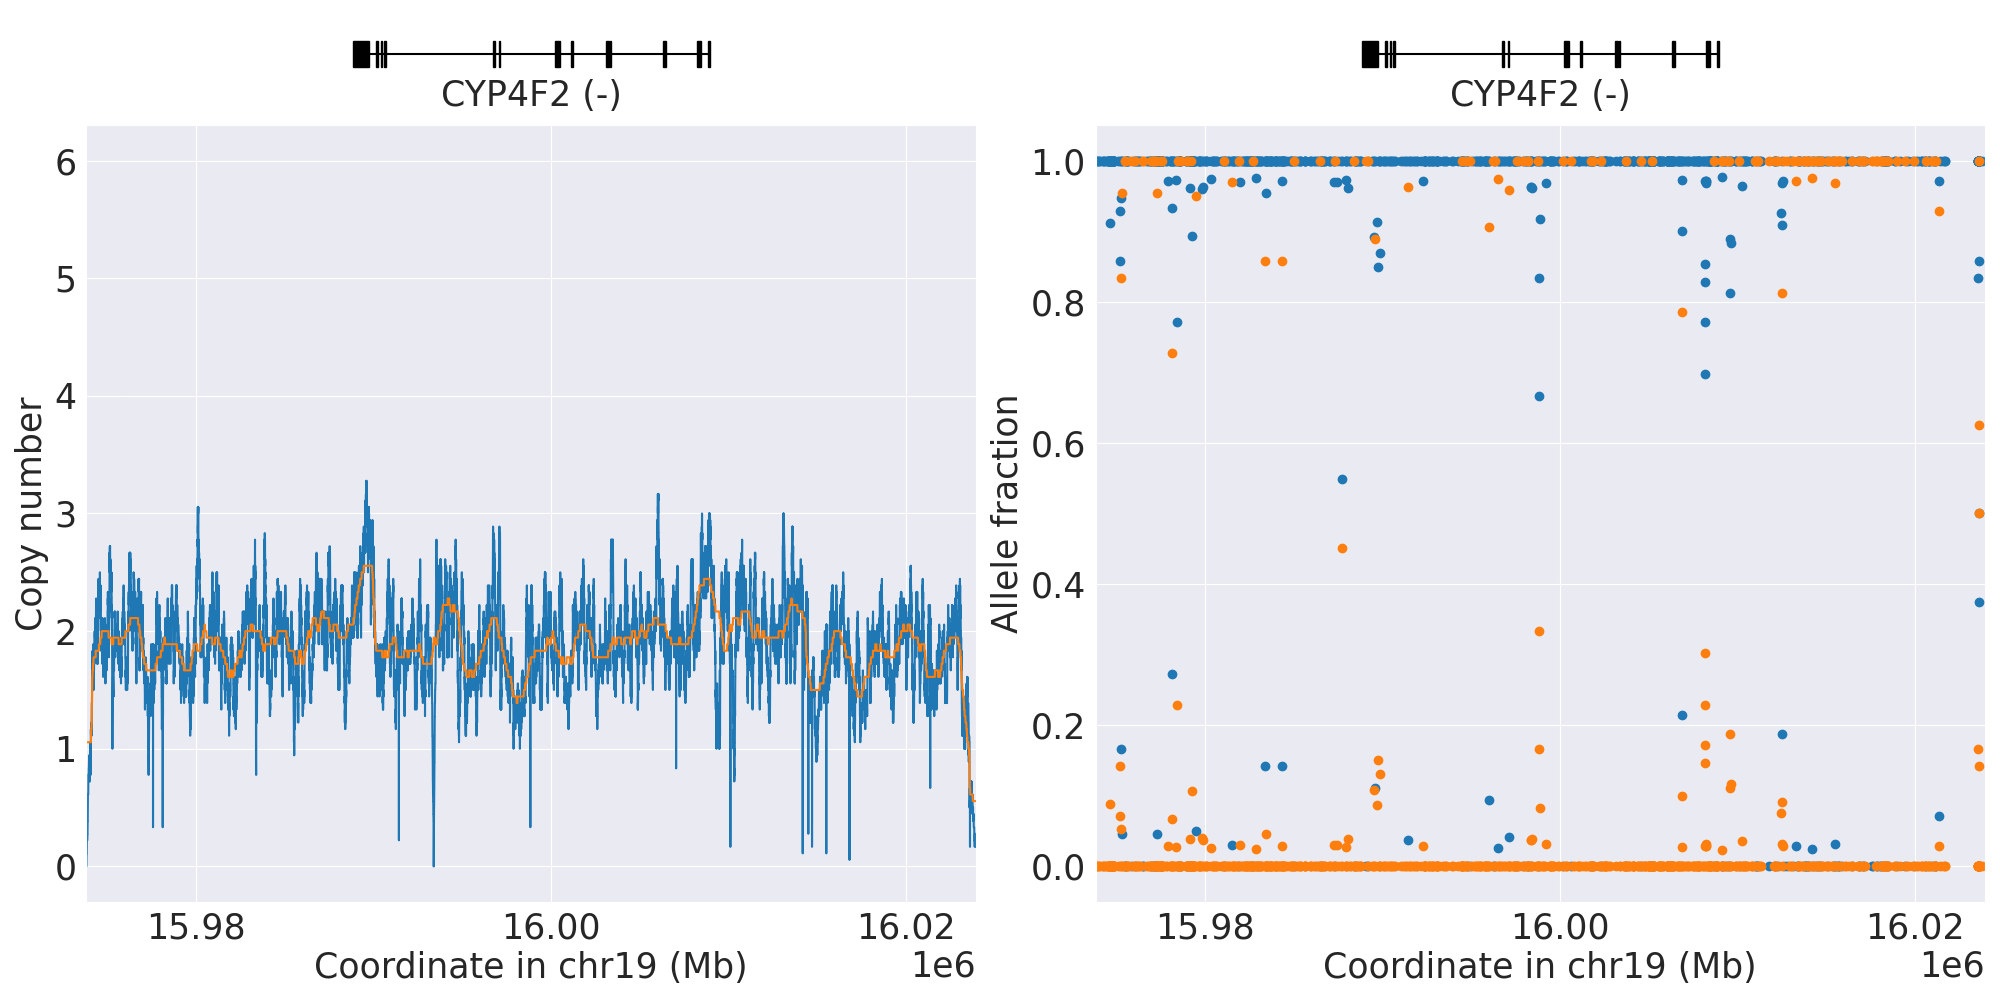 CYP4F2 (-)
6
5
4
3
2
1
0
Copy number
15.98
16.00
16.02
Coordinate in chr19 (Mb)
1e6
CYP4F2 (-)
1.0
0.8
0.6
0.4
0.2
0.0
Allele fraction
15.98
16.00
16.02
Coordinate in chr19 (Mb)
1e6